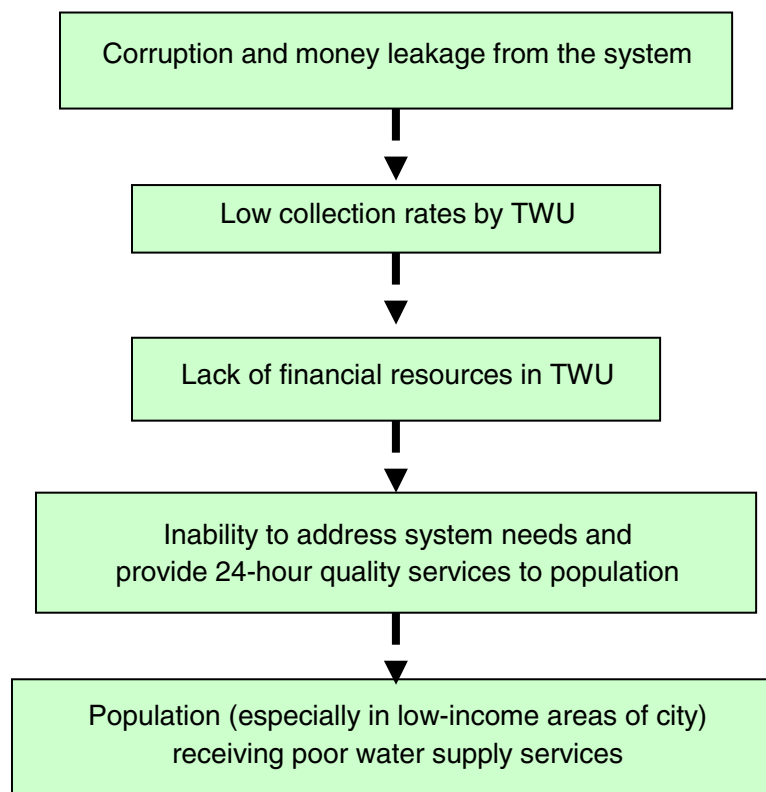 Corruption and money leakage from the system
Low collection rates by TWU
Lack of financial resources in TWU
Inability to address system needs and
provide 24-hour quality services to population
Population (especially in low-income areas of city)
receiving poor water supply services